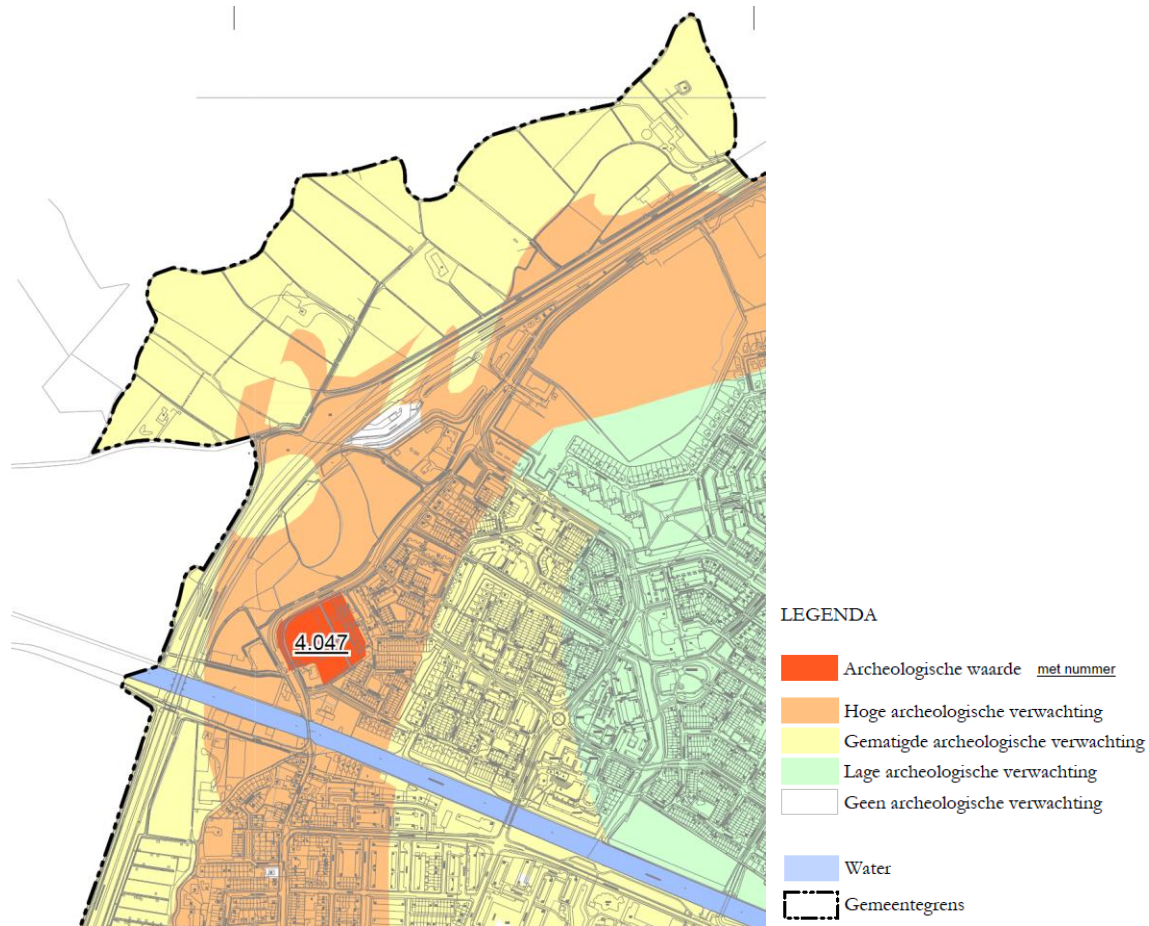 4.047
LEGENDA
Archeologische waarde met nummer
Hoge archeologische verwachting
Gematigde archeologische verwachting
Lage archeologische verwachting
Geen archeologische verwachting
Water
Gemeentegrens